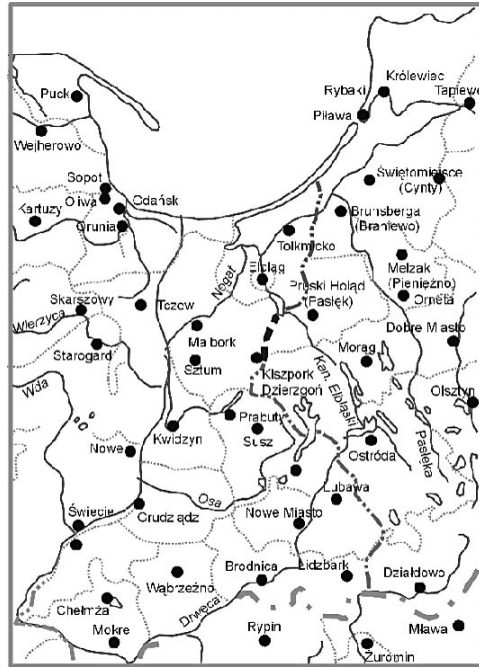 Królewiec
Rybaki
Tapiewo
Puck
Piława
Wejherowo
Sopot
Świętomiejsce
(Cynty)
Oliwa
Gdańsk
Kartuzy
Brunsberga
(Braniewo)
Orunia
Tolkmicko
Elbląg
Melzak
(Pieniężno)
Nogat
Pruski Hołąd
(Pasłęk)
Orneta
Skarszowy
Tczew
Wierzyca
Dobre Miasto
Malbork
Starogard
Morąg
Kiszpork
Sztum
Dzierzgoń
Kan. Elbląski
Olsztyn
Wda
Prabuty
Kwidzyn
Susz
Pasłęka
Nowe
Ostróda
Osa
Lubawa
Świecie
Grudziądz
Nowe Miasto
Brodnica
Lidzbark
Wąbrzeźno
Działdowo
Chełmża
Drwęca
Mokre
Rypin
Mława
Żuromin